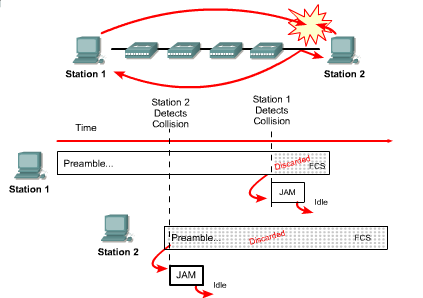 Station 1
Station 2
Station 2
Detects
Collision
Station 1
Detects
Collision
Time
Preamble...
Discarded
FCS
Station 1
JAM
Idle
Preamble...
Discarded
FCS
Station 2
JAM
Idle